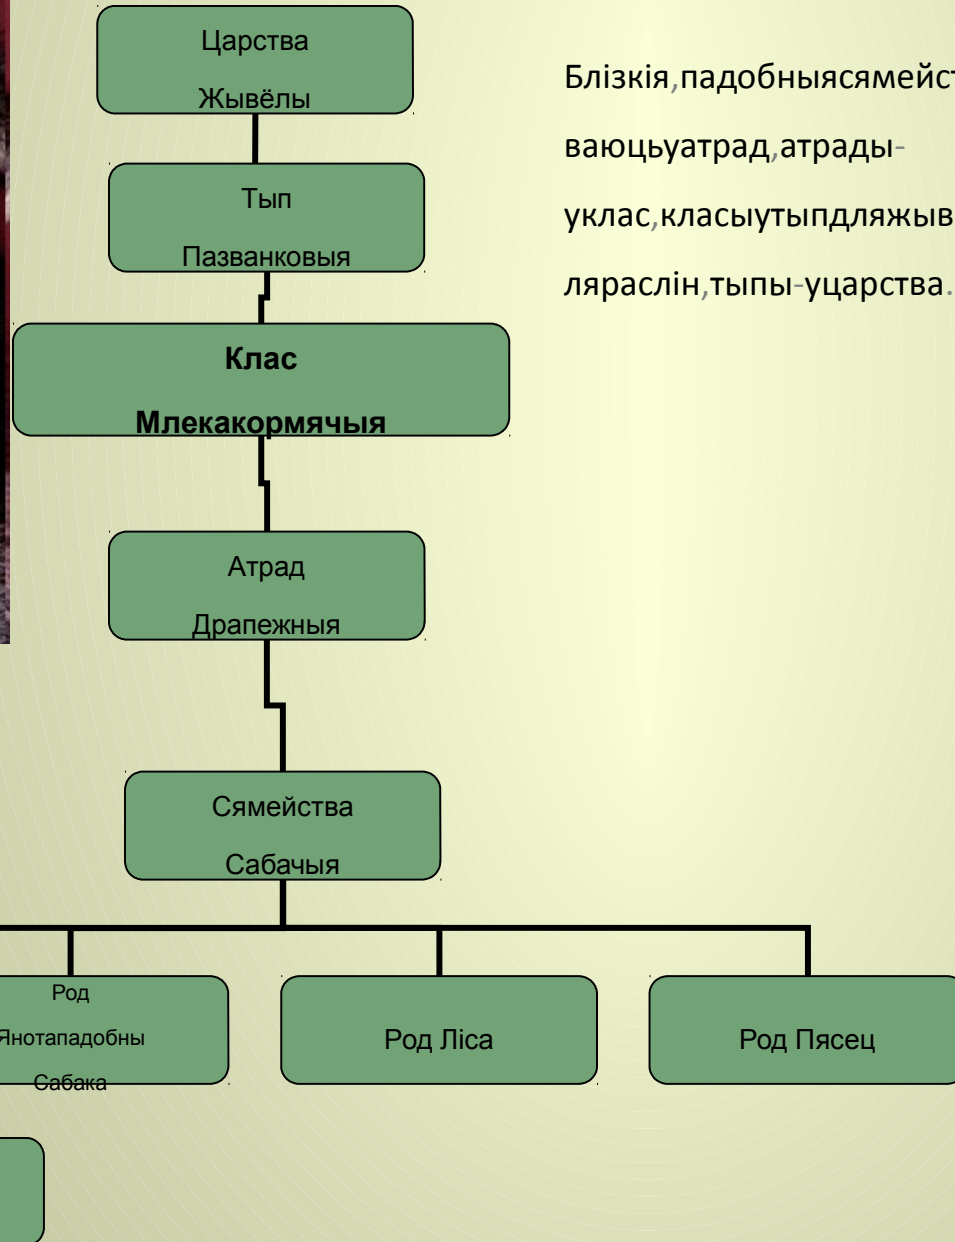 Царства
Жывёлы
Тып
Пазванковыя
Клас
Млекакормячыя
Атрад
Драпежныя
Сямейства
Сабачыя
Род
Янотападобны
Сабака
Род Ліса
Род Пясец
Блізкія,падобныясямейст
ваюцьуатрад,атрады-
уклас,класыутыпдляжыв
ляраслін,тыпы-уцарства.